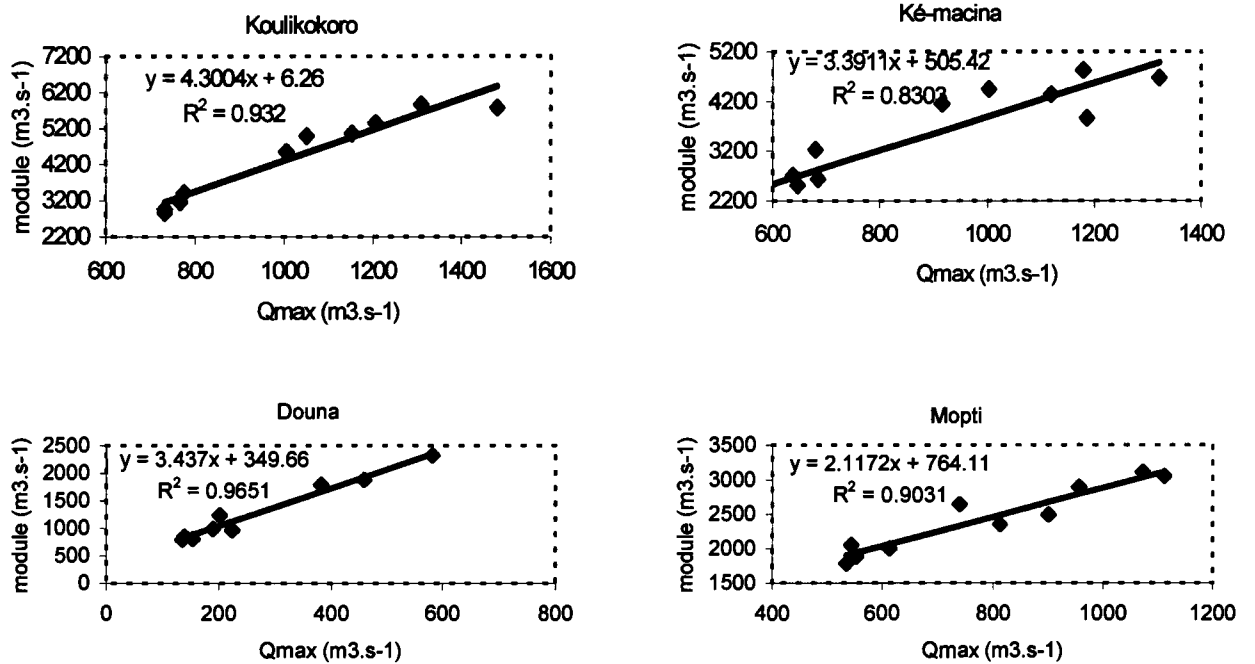 Koulikokoro
module (m3.s-1)
7200
6200
5200
4200
3200
2200
y = 4.3004x + 6.26
R² = 0.932
600 800 1000 1200 1400 1600
Qmax (m3.s-1)
Ké-macina
module (m3.s-1)
5200
4200
3200
2200
y = 3.3911x + 505.42
R² = 0.8303
600 800 1000 1200 1400
Qmax (m3.s-1)
Douna
module (m3.s-1)
2500
2000
1500
1000
500
0
y = 3.437x + 349.66
R² = 0.9651
0 200 400 600 800
Qmax (m3.s-1)
Mopti
module (m3.s-1)
3500
3000
2500
2000
1500
y = 2.1172x + 764.11
R² = 0.9031
400 600 800 1000 1200
Qmax (m3.s-1)